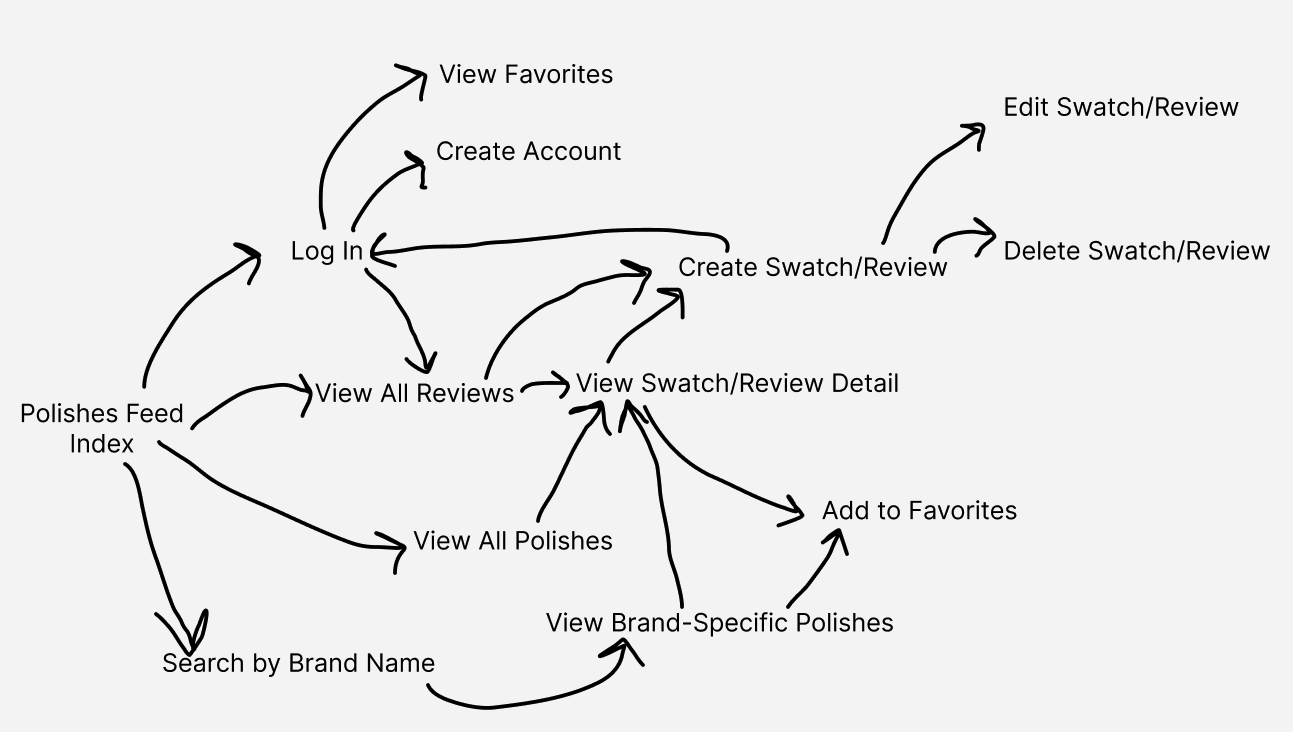 View Favorites
Create Account
Edit Swatch/Review
Log In
Delete Swatch/Review
Create Swatch/Review
View All Reviews
View Swatch/Review Detail
Polishes Feed
Index
Add to Favorites
View All Polishes
View Brand-Specific Polishes
Search by Brand Name